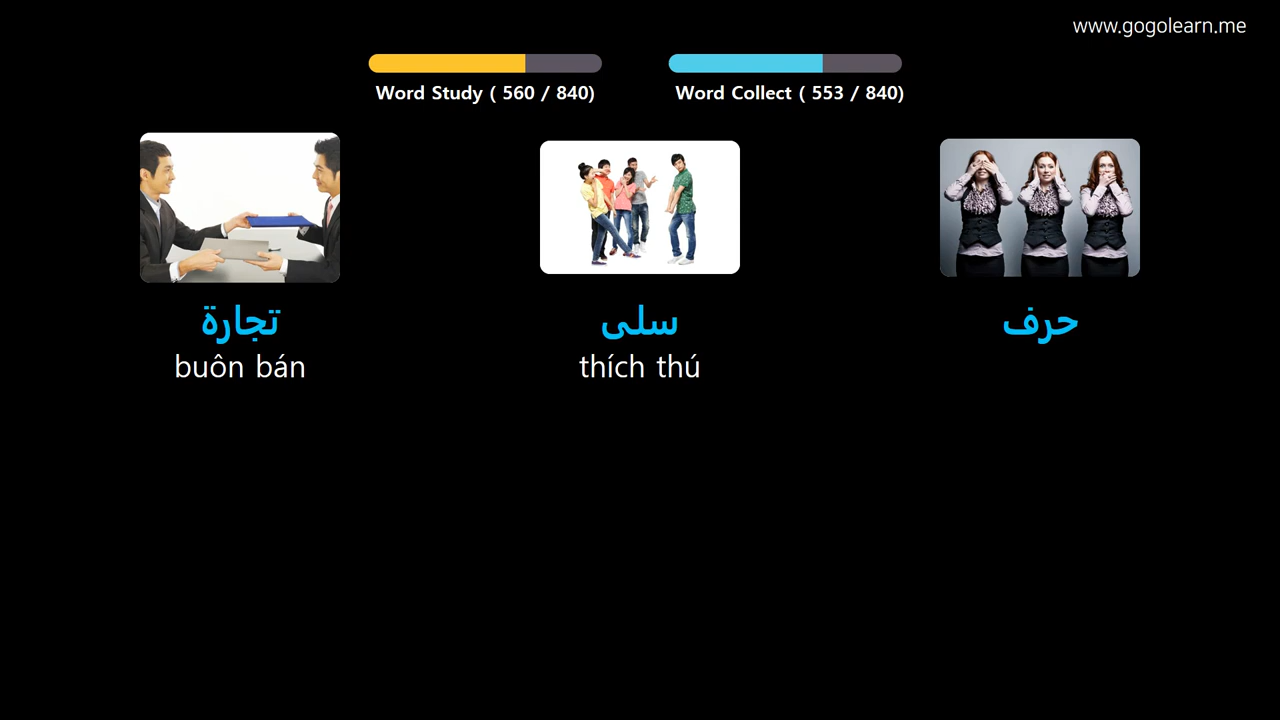 www.gogolearn.me
Word Study ( 560 / 840)
Word Collect ( 553 / 840)
تجارة
buôn bán
سلى
thích thú
حرف